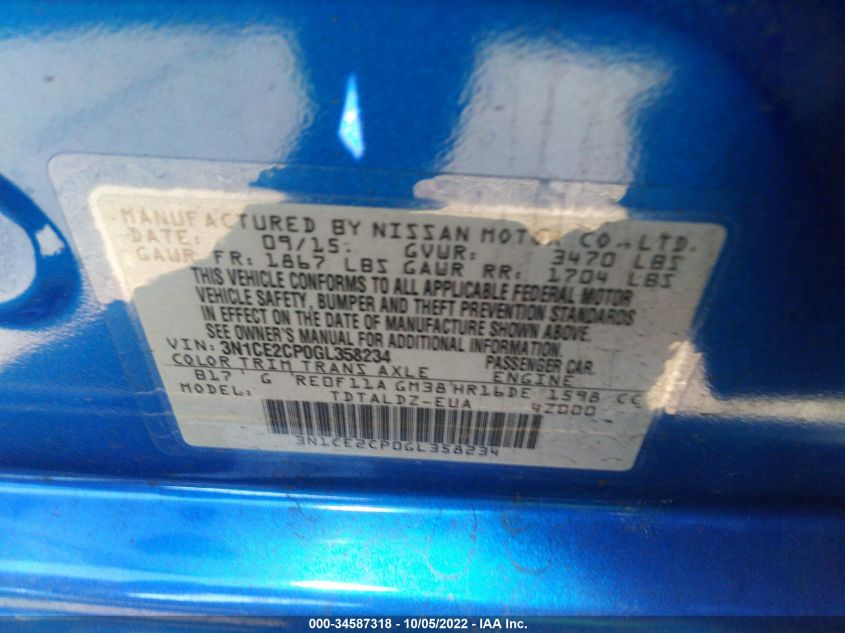 MANUFACTURED BY NISSAN MOTOR CO., LTD.
DATE: 09/15 GVWR: 3470 LBS
GAWR FR: 1867 LBS GAWR RR: 1704 LBS
THIS VEHICLE CONFORMS TO ALL APPLICABLE FEDERAL MOTOR
VEHICLE SAFETY, BUMPER AND THEFT PREVENTION STANDARDS
IN EFFECT ON THE DATE OF MANUFACTURE SHOWN ABOVE.
SEE OWNER'S MANUAL FOR ADDITIONAL INFORMATION.
VIN: 3N1CE2CP0GL358234 PASSENGER CAR.
COLOR TRIM TRANS AXLE ENGINE
B17 G RE0F11A GM38 HR16DE 1598 CC
MODEL: TDTALDZ-EUA 4Z000
3N1CE2CP0GL358234
000-34587318 - 10/05/2022 - IAA Inc.